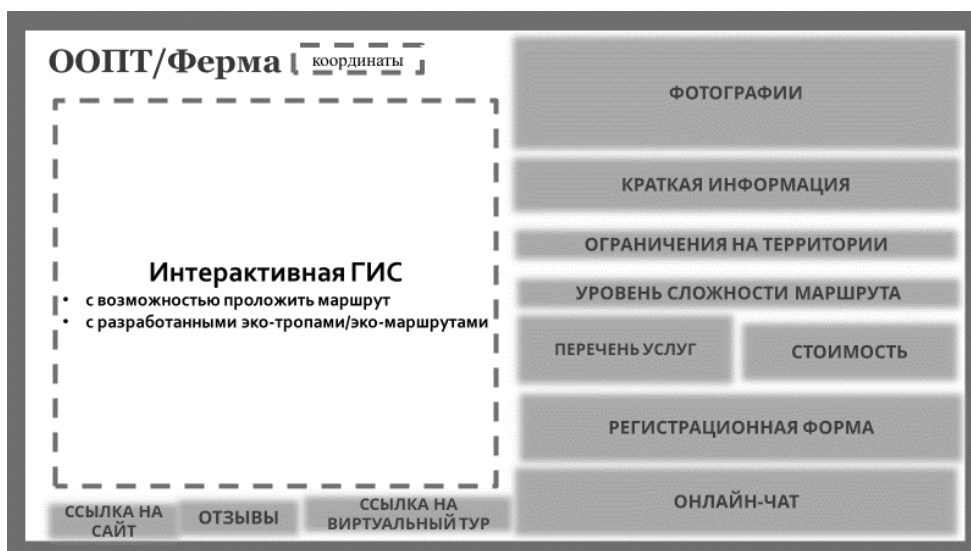 ООПТ/Ферма координаты
Интерактивная ГИС
• с возможностью проложить маршрут
• с разработанными эко-тропами/эко-маршрутами
ССЫЛКА НА
САЙТ
ОТЗЫВЫ
ССЫЛКА НА
ВИРТУАЛЬНЫЙ ТУР
ФОТОГРАФИИ
КРАТКАЯ ИНФОРМАЦИЯ
ОГРАНИЧЕНИЯ НА ТЕРРИТОРИИ
УРОВЕНЬ СЛОЖНОСТИ МАРШРУТА
ПЕРЕЧЕНЬ УСЛУГ
СТОИМОСТЬ
РЕГИСТРАЦИОННАЯ ФОРМА
ОНЛАЙН-ЧАТ